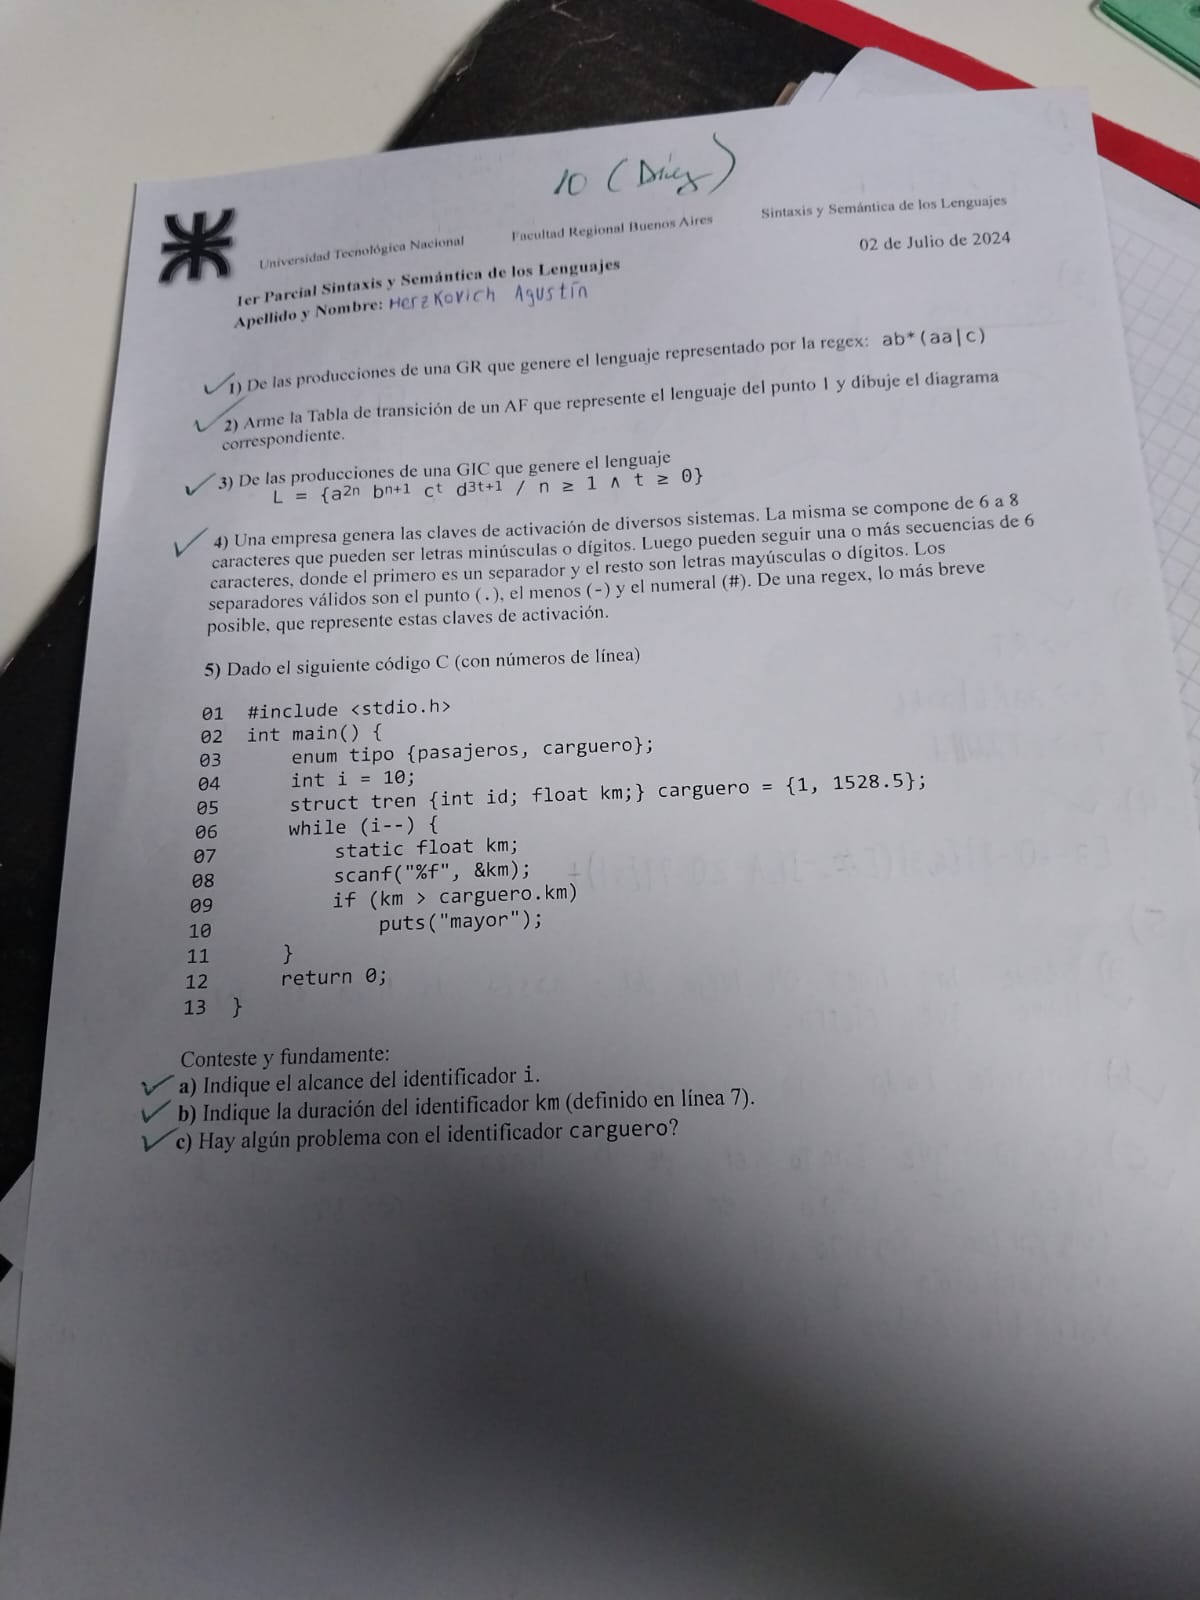 10 (Diez)
Universidad Tecnológica Nacional Facultad Regional Buenos Aires Sintaxis y Semántica de los Lenguajes
02 de Julio de 2024
1er Parcial Sintaxis y Semántica de los Lenguajes
Apellido y Nombre: Herzkovich Agustín
1) De las producciones de una GR que genere el lenguaje representado por la regex: ab*(aa|c)
2) Arme la Tabla de transición de un AF que represente el lenguaje del punto 1 y dibuje el diagrama
correspondiente.
3) De las producciones de una GIC que genere el lenguaje
L = {a²ⁿ bⁿ⁺¹ cᵗ d³ᵗ⁺¹ / n ≥ 1 ∧ t ≥ 0}
4) Una empresa genera las claves de activación de diversos sistemas. La misma se compone de 6 a 8
caracteres que pueden ser letras minúsculas o dígitos. Luego pueden seguir una o más secuencias de 6
caracteres, donde el primero es un separador y el resto son letras mayúsculas o dígitos. Los
separadores válidos son el punto (.), el menos (-) y el numeral (#). De una regex, lo más breve
posible, que represente estas claves de activación.
5) Dado el siguiente código C (con números de línea)
01 #include <stdio.h>
02 int main() {
03 enum tipo {pasajeros, carguero};
04 int i = 10;
05 struct tren {int id; float km;} carguero = {1, 1528.5};
06 while (i--) {
07 static float km;
08 scanf("%f", &km);
09 if (km > carguero.km)
10 puts("mayor");
11 }
12 return 0;
13 }
Conteste y fundamente:
a) Indique el alcance del identificador i.
b) Indique la duración del identificador km (definido en línea 7).
c) Hay algún problema con el identificador carguero?